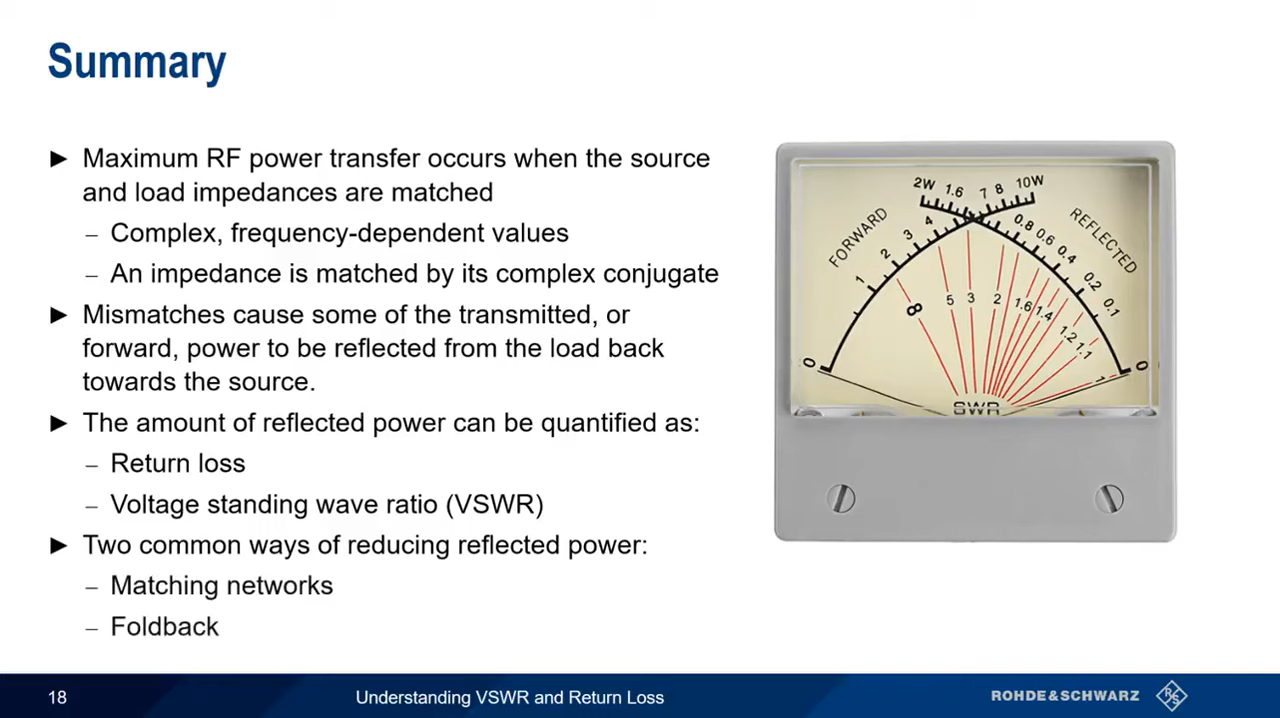 Summary
► Maximum RF power transfer occurs when the source
and load impedances are matched
– Complex, frequency-dependent values
– An impedance is matched by its complex conjugate
► Mismatches cause some of the transmitted, or
forward, power to be reflected from the load back
towards the source.
► The amount of reflected power can be quantified as:
– Return loss
– Voltage standing wave ratio (VSWR)
► Two common ways of reducing reflected power:
– Matching networks
– Foldback
2W 1.6 7 8 10W
FORWARD
REFLECTED
0 1 2 3 4
0.8 0.6 0.4 0.2 0.1 0
∞ 5 3 2 1.6 1.4 1.2 1.1 1
SWR
18
Understanding VSWR and Return Loss
ROHDE&SCHWARZ
R&S